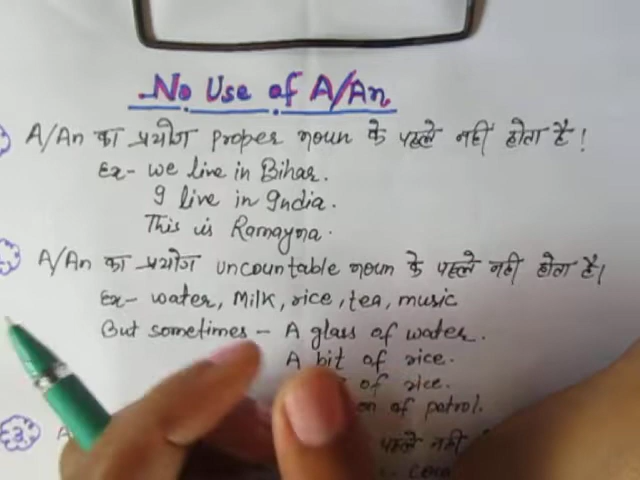 No Use of A/An
A/An का प्रयोग proper noun के पहले नहीं होता है!
Ex- we live in Bihar.
I live in India.
This is Ramayna.
A/An का प्रयोग uncountable noun के पहले नही होता है।
Ex- water, Milk, rice, tea, music
But sometimes - A glass of water.
A bit of rice.
of rice.
of petrol.
3 A पहले नहीं